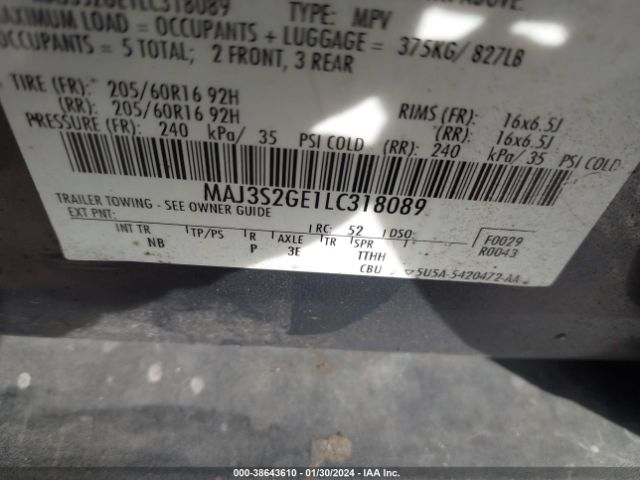 MAJ3S2GE1LC318089 TYPE: MPV
MAXIMUM LOAD = OCCUPANTS + LUGGAGE = 375KG/ 827LB
OCCUPANTS = 5 TOTAL; 2 FRONT, 3 REAR
TIRE (FR): 205/60R16 92H RIMS (FR): 16x6.5J
(RR): 205/60R16 92H (RR): 16x6.5J
PRESSURE (FR): 240 kPa/ 35 PSI COLD (RR): 240 kPa/ 35 PSI COLD
MAJ3S2GE1LC318089
TRAILER TOWING - SEE OWNER GUIDE
EXT PNT: RC: 52 DSO:
INT TR TP/PS R AXLE TR SPR F0029
NB P 3E TTHH R0043
CBU 5U5A-5420472-AA
000-38643610 - 01/30/2024 - IAA Inc.